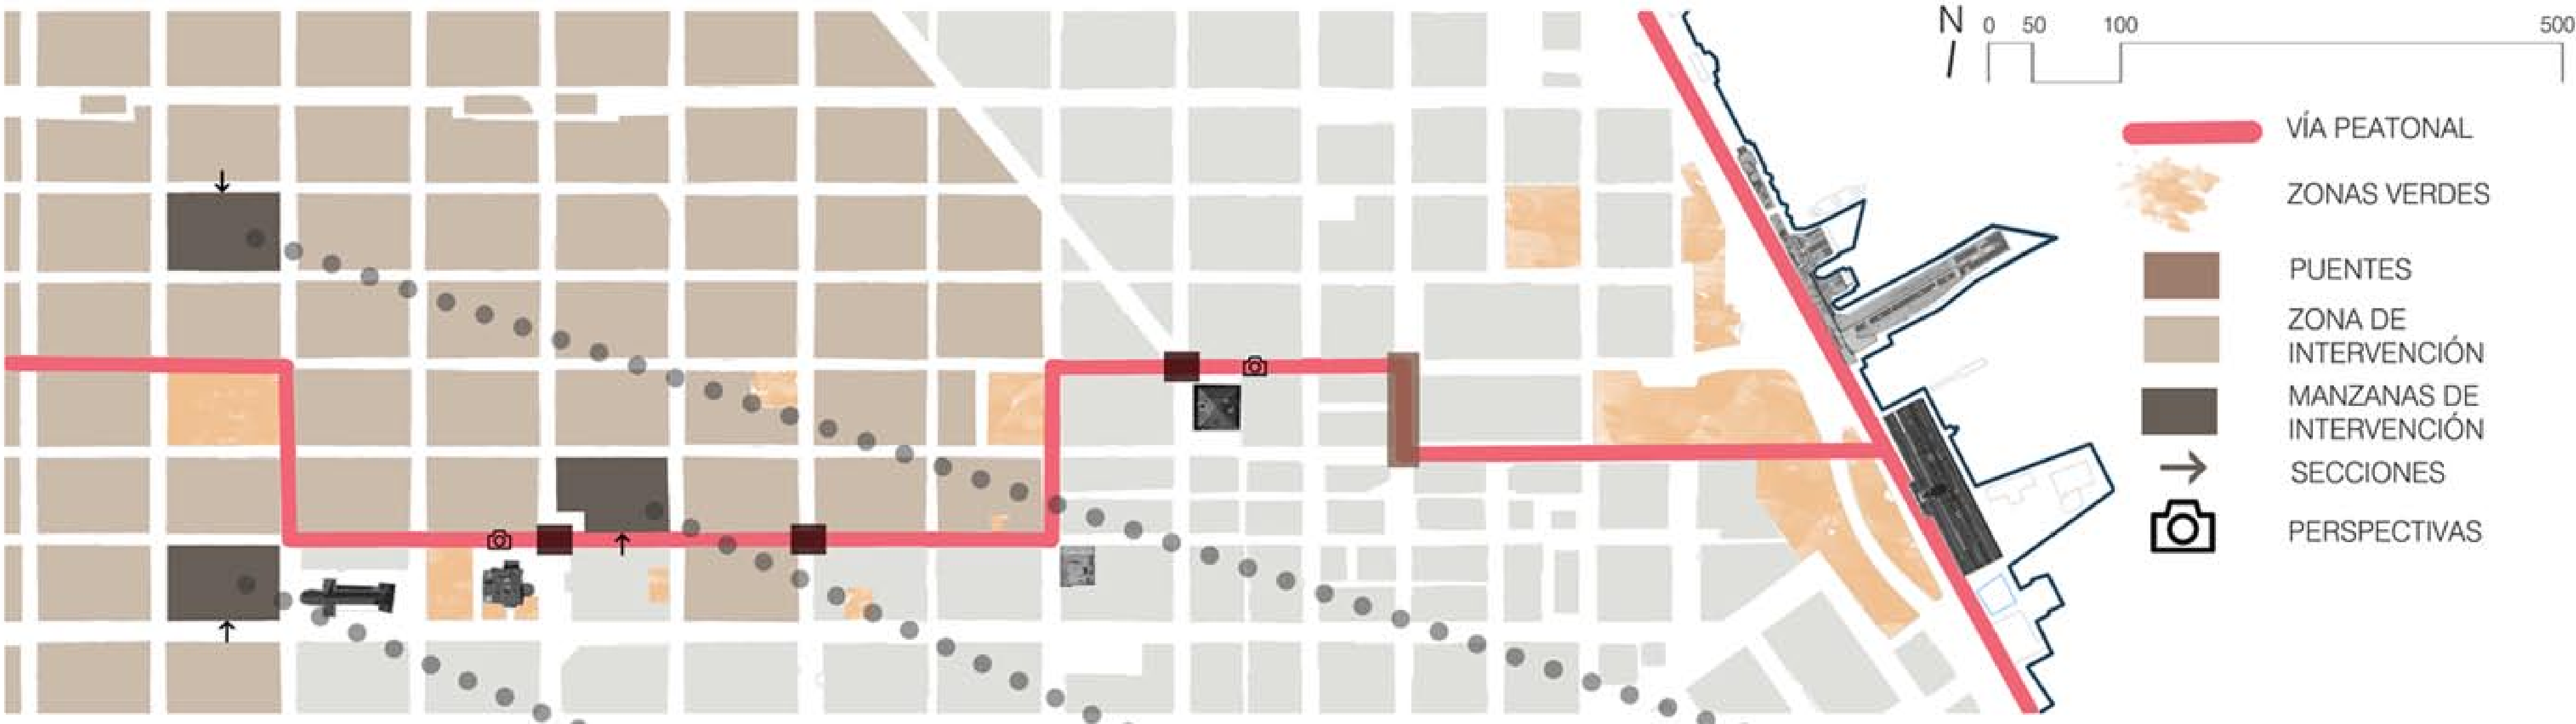 N 0 50 100 500
VÍA PEATONAL
ZONAS VERDES
PUENTES
ZONA DE
INTERVENCIÓN
MANZANAS DE
INTERVENCIÓN
SECCIONES
PERSPECTIVAS